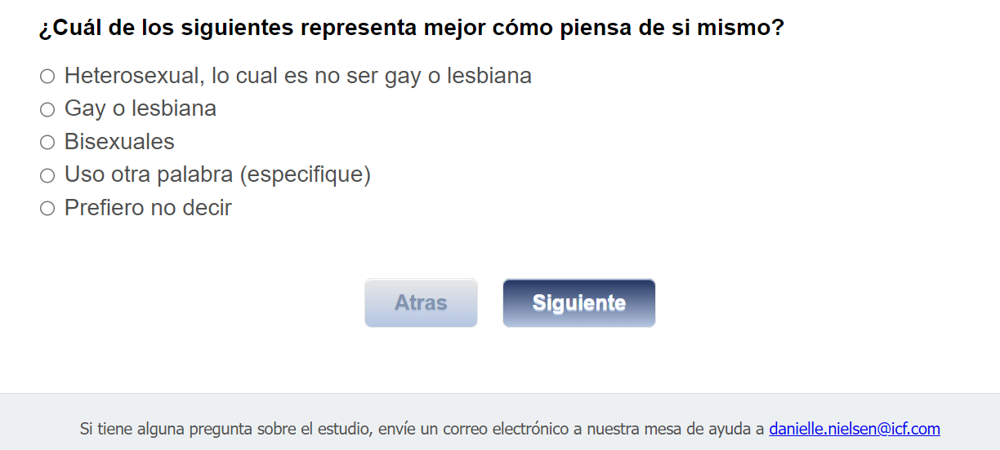 ¿Cuál de los siguientes representa mejor cómo piensa de si mismo?
Heterosexual, lo cual es no ser gay o lesbiana
Gay o lesbiana
Bisexuales
Uso otra palabra (especifique)
Prefiero no decir
Atras
Siguiente
Si tiene alguna pregunta sobre el estudio, envíe un correo electrónico a nuestra mesa de ayuda a danielle.nielsen@icf.com